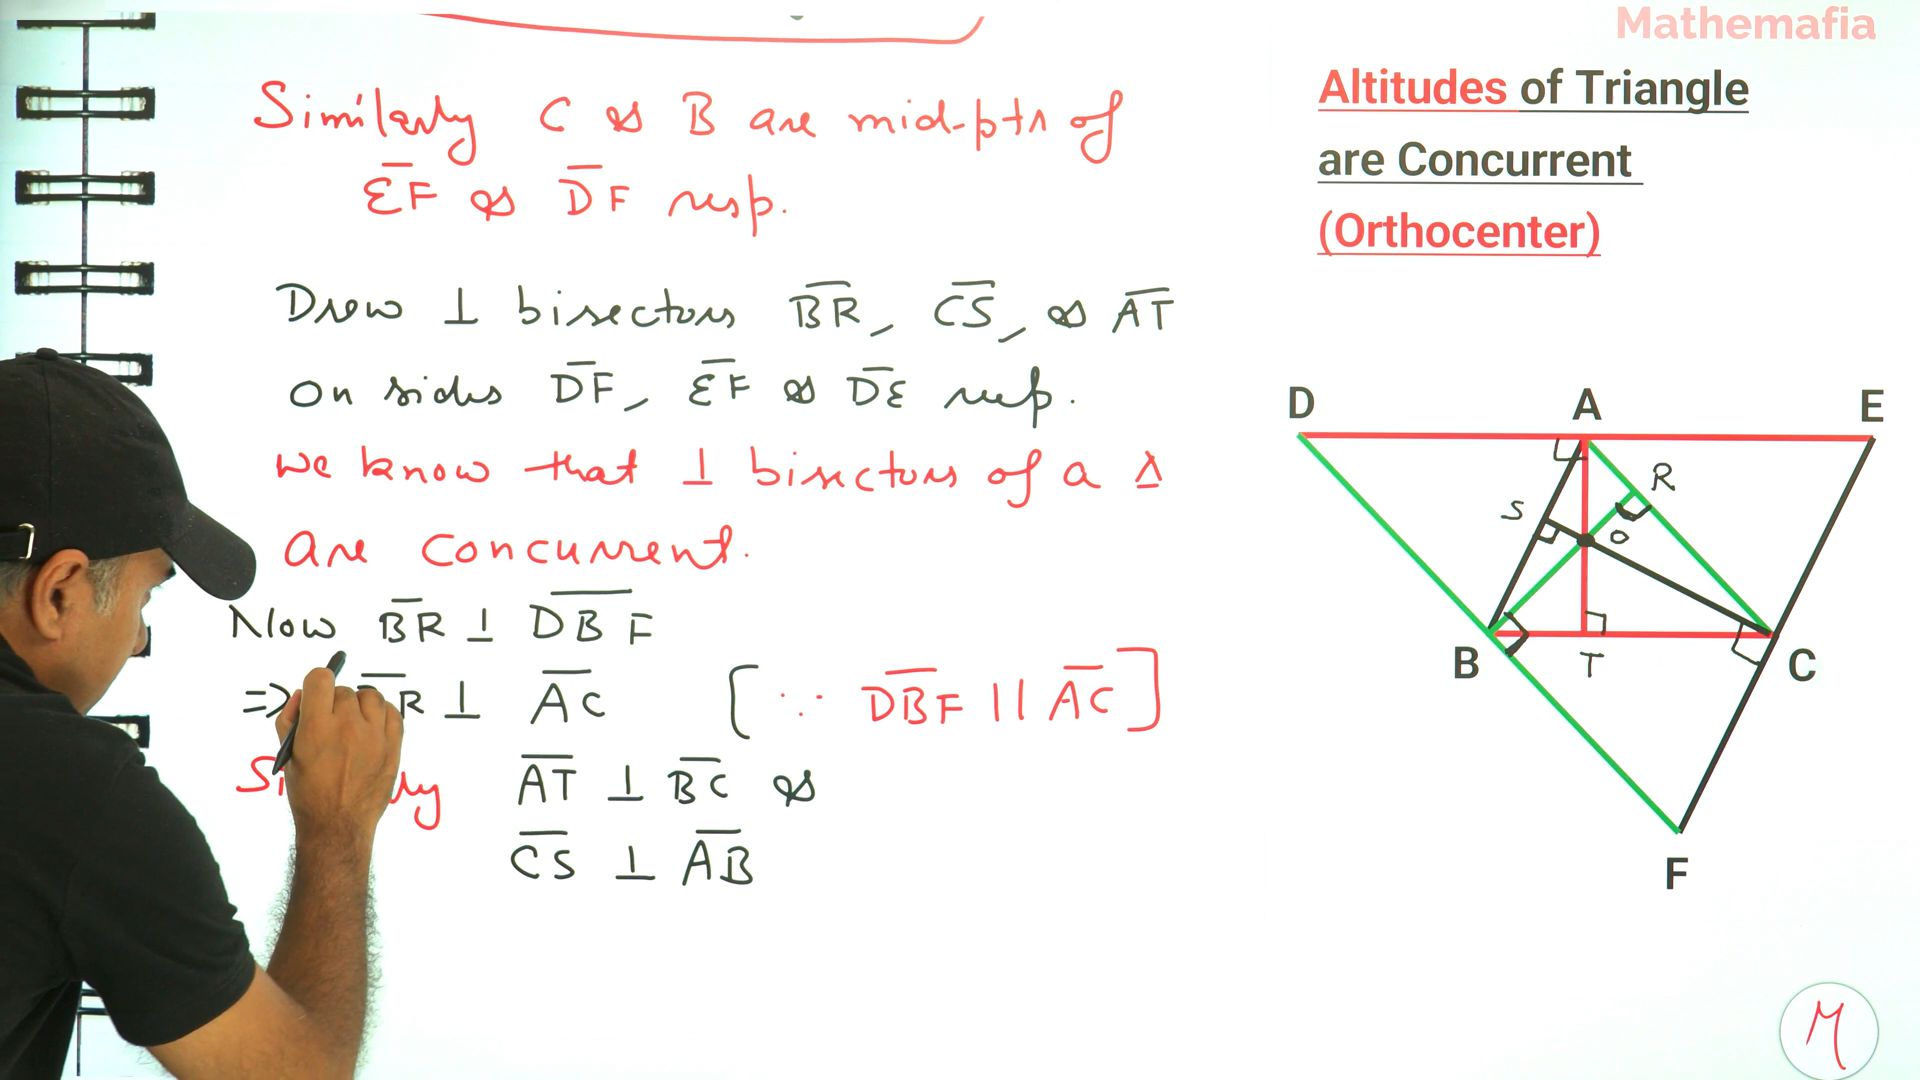 Mathemafia
Similarly C & B are mid-pts of
EF & DF resp.
Draw ⊥ bisectors BR, CS, & AT
on sides DF, EF & DE resp.
We know that ⊥ bisectors of a Δ
are concurrent.
Now BR ⊥ DBF
=> R ⊥ AC [∵ DBF || AC]
AT ⊥ BC &
CS ⊥ AB
Altitudes of Triangle
are Concurrent
(Orthocenter)
D A E
R
S
O
B T C
F
M